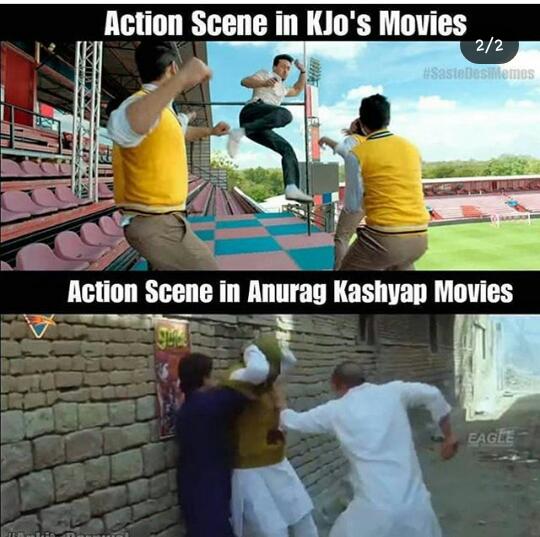 Action Scene in KJo's Movies
2/2
#SasteDesiMemes
Action Scene in Anurag Kashyap Movies
EAGLE